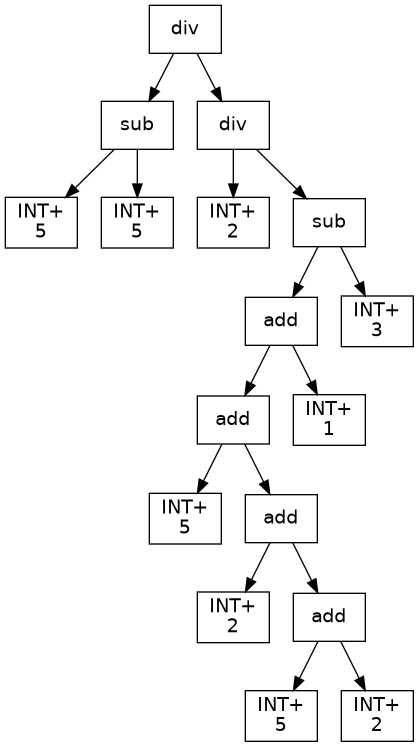 div
sub
div
INT+
5
INT+
5
INT+
2
sub
add
INT+
3
add
INT+
1
INT+
5
add
INT+
2
add
INT+
5
INT+
2